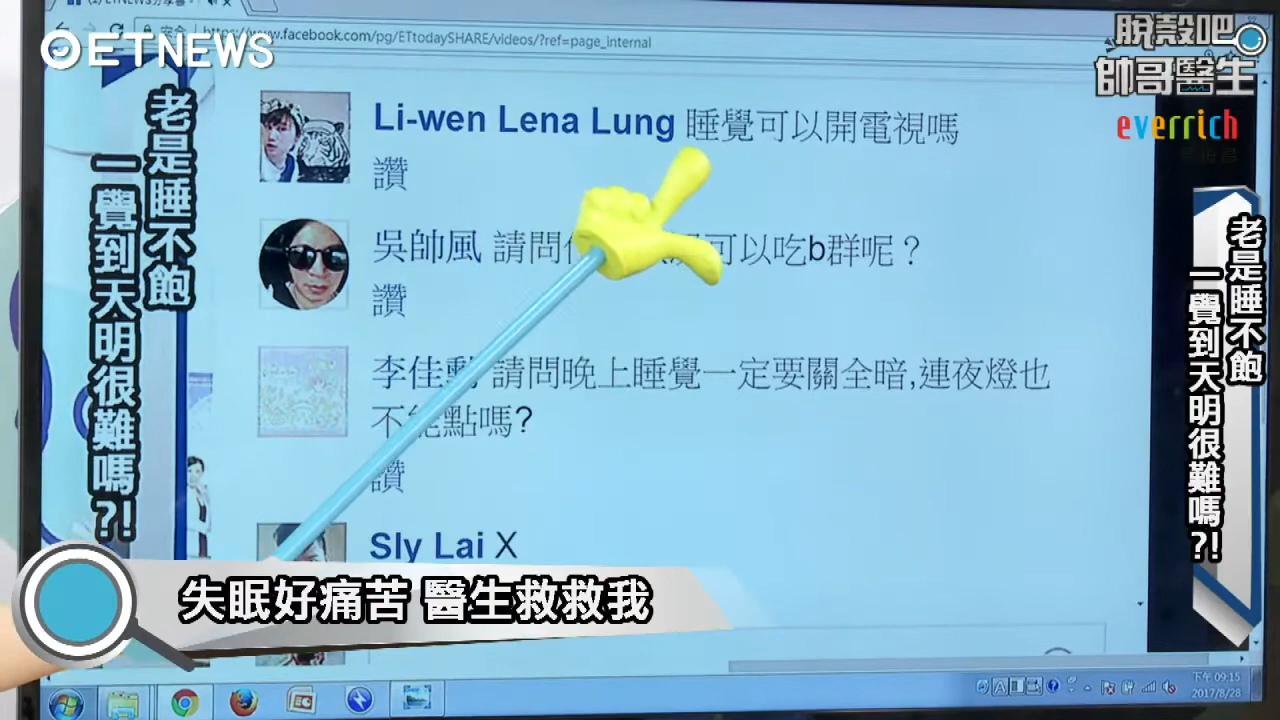 ETNEWS
安全
https://www.facebook.com/pg/ETtodaySHARE/videos/?ref=page_internal
脫殼吧
帥哥醫生
everrich
老是睡不飽
一覺到天明很難嗎?!
Li-wen Lena Lung 睡覺可以開電視嗎
讚
吳帥風 請問 可以吃b群呢？
讚
李佳勳 請問晚上睡覺一定要關全暗,連夜燈也
不能點嗎?
讚
Sly Lai X
老是睡不飽
一覺到天明很難嗎?!
失眠好痛苦 醫生救救我
下午 09:15
2017/8/28